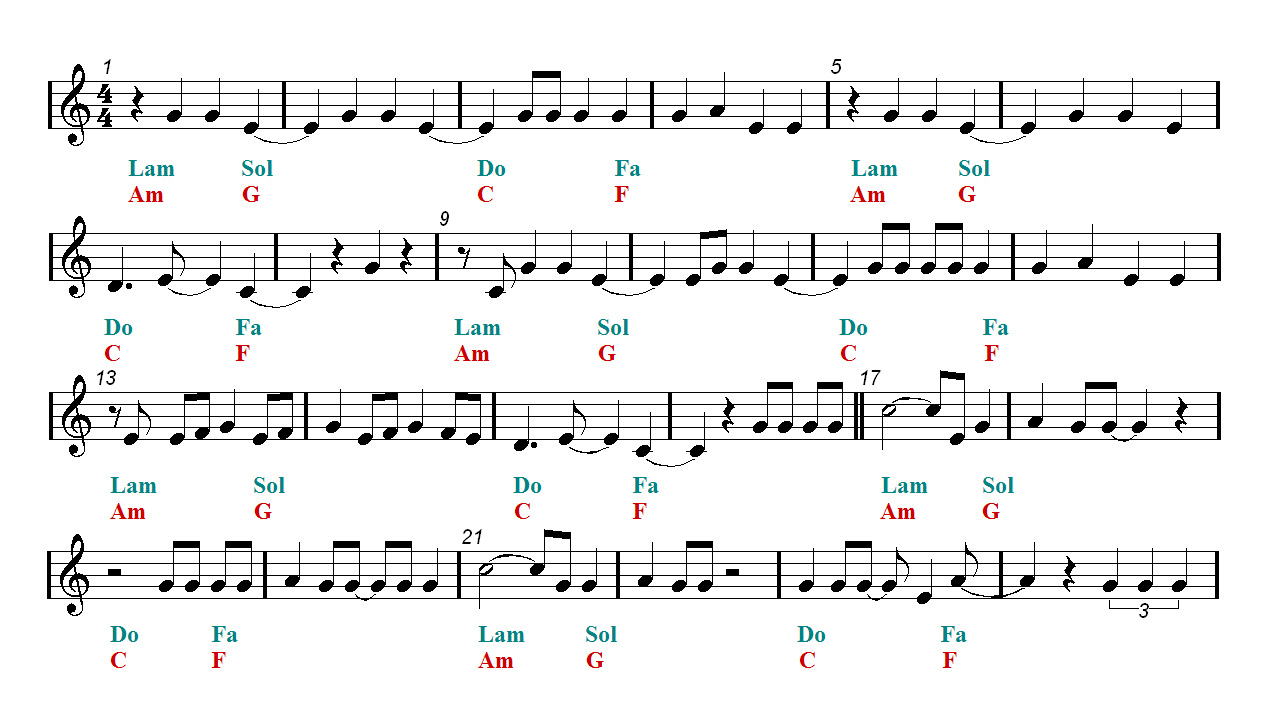 1 5
4
4
Lam Sol Do Fa Lam Sol
Am G C F Am G
9
Do Fa Lam Sol Do Fa
C F Am G C F
13 17
Lam Sol Do Fa Lam Sol
Am G C F Am G
21
3
Do Fa Lam Sol Do Fa
C F Am G C F